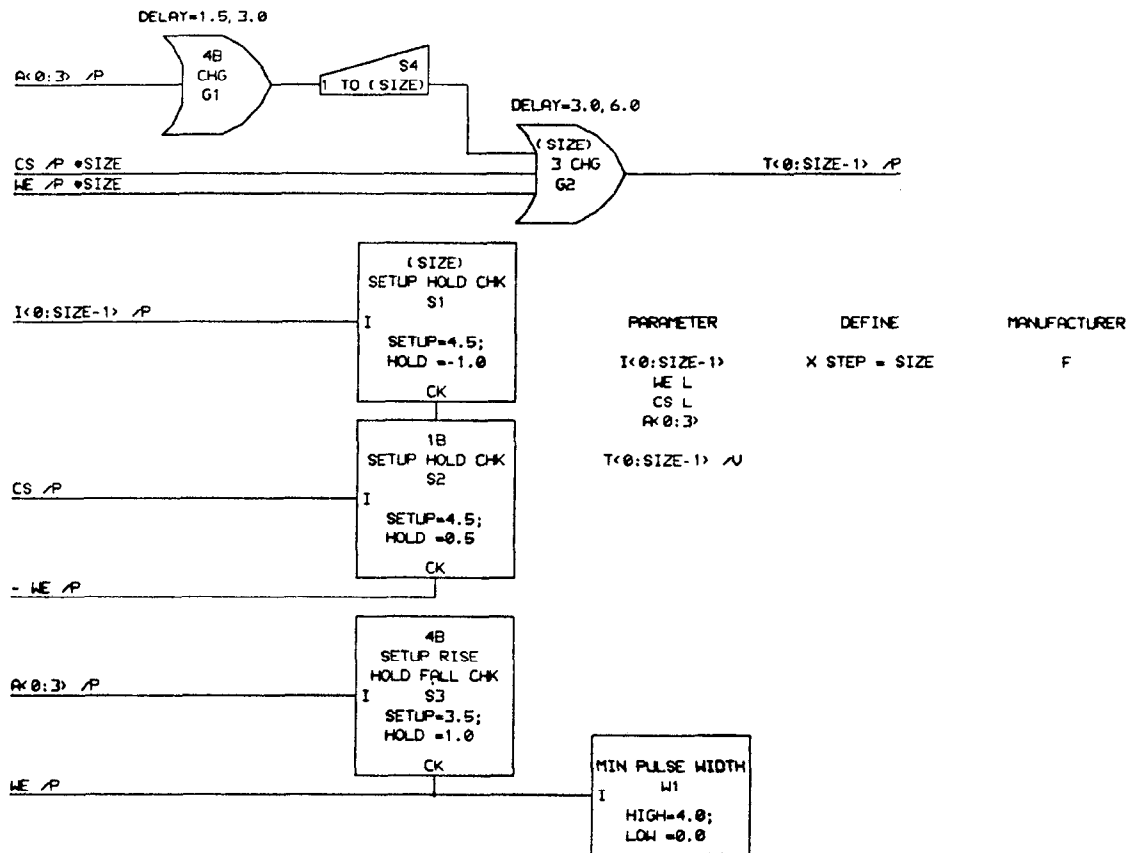 DELAY=1.5, 3.0
A<0:3> /P
4B
CHG
G1
S4
1 TO (SIZE)
DELAY=3.0, 6.0
CS /P *SIZE
WE /P *SIZE
(SIZE)
3 CHG
G2
T<0:SIZE-1> /P
I<0:SIZE-1> /P
(SIZE)
SETUP HOLD CHK
S1
I
SETUP=4.5;
HOLD =-1.0
CK
PARAMETER DEFINE MANUFACTURER
I<0:SIZE-1> X STEP = SIZE F
WE L
CS L
A<0:3>
T<0:SIZE-1> /U
CS /P
1B
SETUP HOLD CHK
S2
I
SETUP=4.5;
HOLD =0.5
CK
- WE /P
A<0:3> /P
4B
SETUP RISE
HOLD FALL CHK
I S3
SETUP=3.5;
HOLD =1.0
CK
WE /P
MIN PULSE WIDTH
W1
I
HIGH=4.0;
LOW =0.0